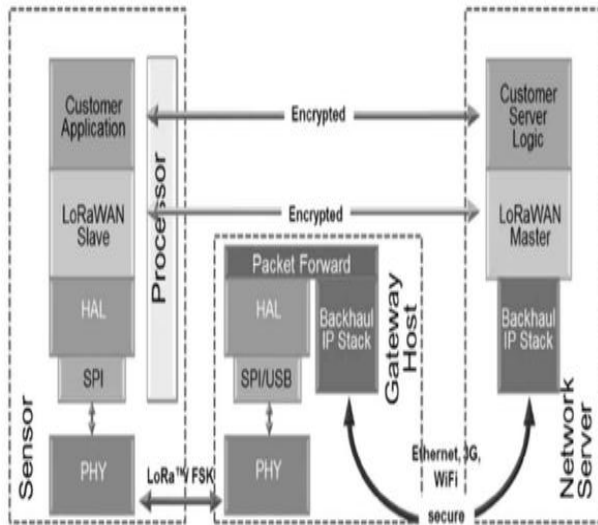 Customer
Application
LoRaWAN
Slave
HAL
SPI
PHY
Processor
Sensor
Encrypted
Encrypted
LoRa™/ FSK
Packet Forward
HAL
SPI/USB
PHY
Backhaul
IP Stack
Gateway
Host
Ethernet, 3G,
WiFi
secure
Customer
Server
Logic
LoRaWAN
Master
Backhaul
IP Stack
Network
Server